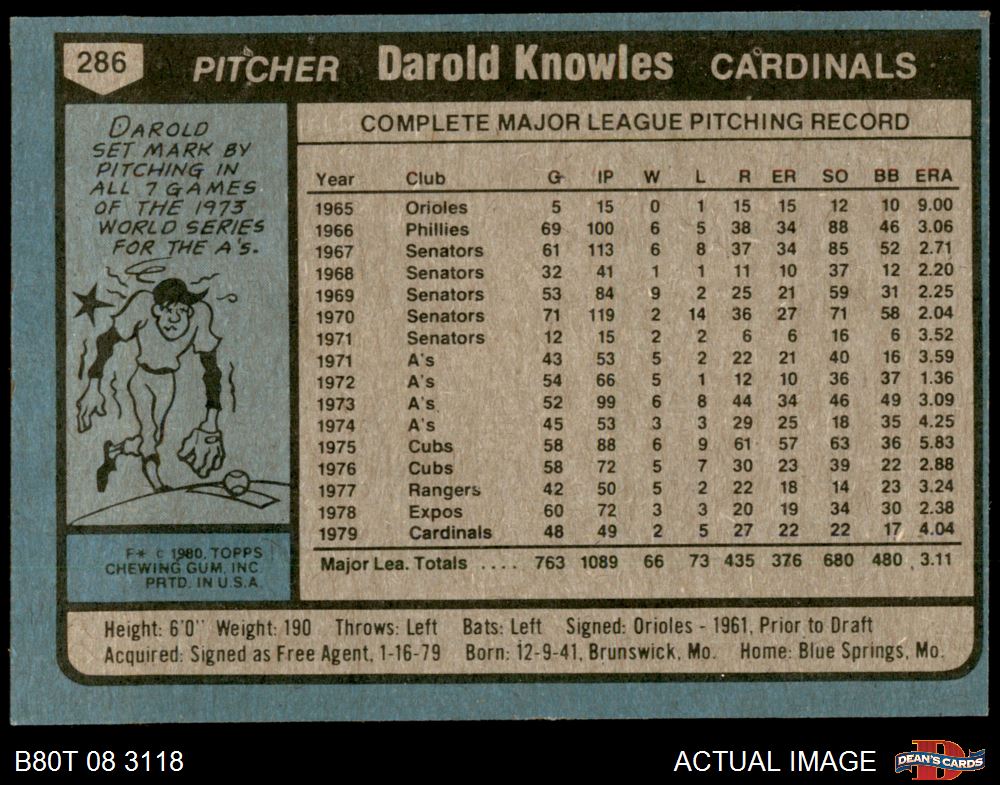 286 PITCHER Darold Knowles CARDINALS
DAROLD
SET MARK BY
PITCHING IN
ALL 7 GAMES
OF THE 1973
WORLD SERIES
FOR THE A's.
F* © 1980, TOPPS
CHEWING GUM, INC
PRTD. IN U.S.A
COMPLETE MAJOR LEAGUE PITCHING RECORD
Year Club G IP W L R ER SO BB ERA
1965 Orioles 5 15 0 1 15 15 12 10 9.00
1966 Phillies 69 100 6 5 38 34 88 46 3.06
1967 Senators 61 113 6 8 37 34 85 52 2.71
1968 Senators 32 41 1 1 11 10 37 12 2.20
1969 Senators 53 84 9 2 25 21 59 31 2.25
1970 Senators 71 119 2 14 36 27 71 58 2.04
1971 Senators 12 15 2 2 6 6 16 6 3.52
1971 A's 43 53 5 2 22 21 40 16 3.59
1972 A's 54 66 5 1 12 10 36 37 1.36
1973 A's 52 99 6 8 44 34 46 49 3.09
1974 A's 45 53 3 3 29 25 18 35 4.25
1975 Cubs 58 88 6 9 61 57 63 36 5.83
1976 Cubs 58 72 5 7 30 23 39 22 2.88
1977 Rangers 42 50 5 2 22 18 14 23 3.24
1978 Expos 60 72 3 3 20 19 34 30 2.38
1979 Cardinals 48 49 2 5 27 22 22 17 4.04
Major Lea. Totals .... 763 1089 66 73 435 376 680 480 3.11
Height: 6'0" Weight: 190 Throws: Left Bats: Left Signed: Orioles - 1961, Prior to Draft
Acquired: Signed as Free Agent, 1-16-79 Born: 12-9-41, Brunswick, Mo. Home: Blue Springs, Mo.
B80T 08 3118 ACTUAL IMAGE DEAN'S CARDS